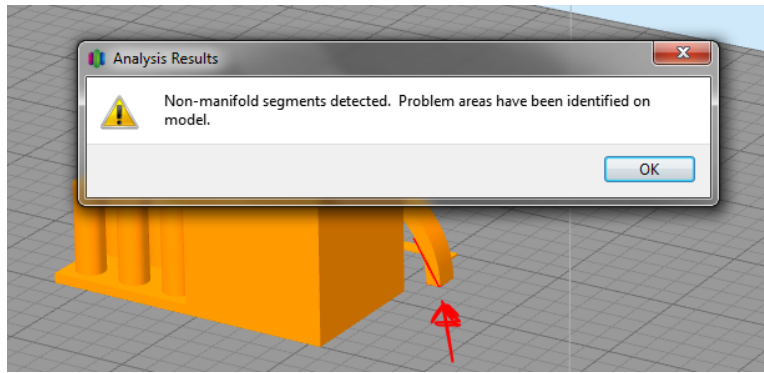 Analysis Results
Non-manifold segments detected. Problem areas have been identified on
model.
OK